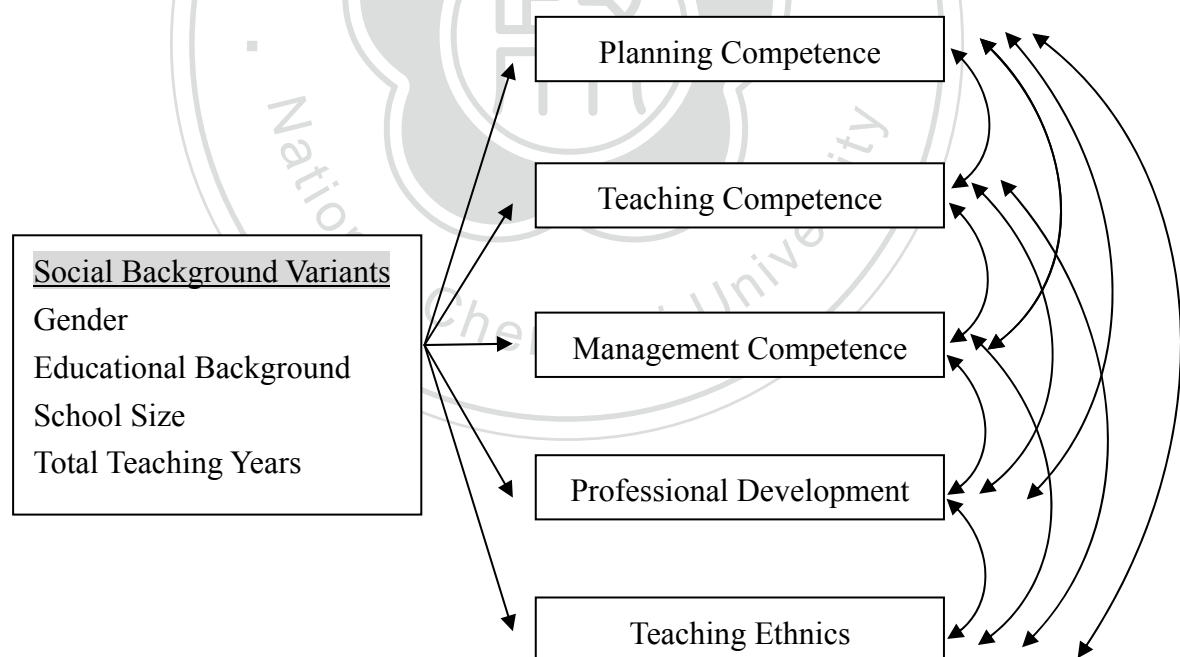 Planning Competence
Teaching Competence
Social Background Variants
Gender
Educational Background
School Size
Total Teaching Years
Management Competence
Professional Development
Teaching Ethnics